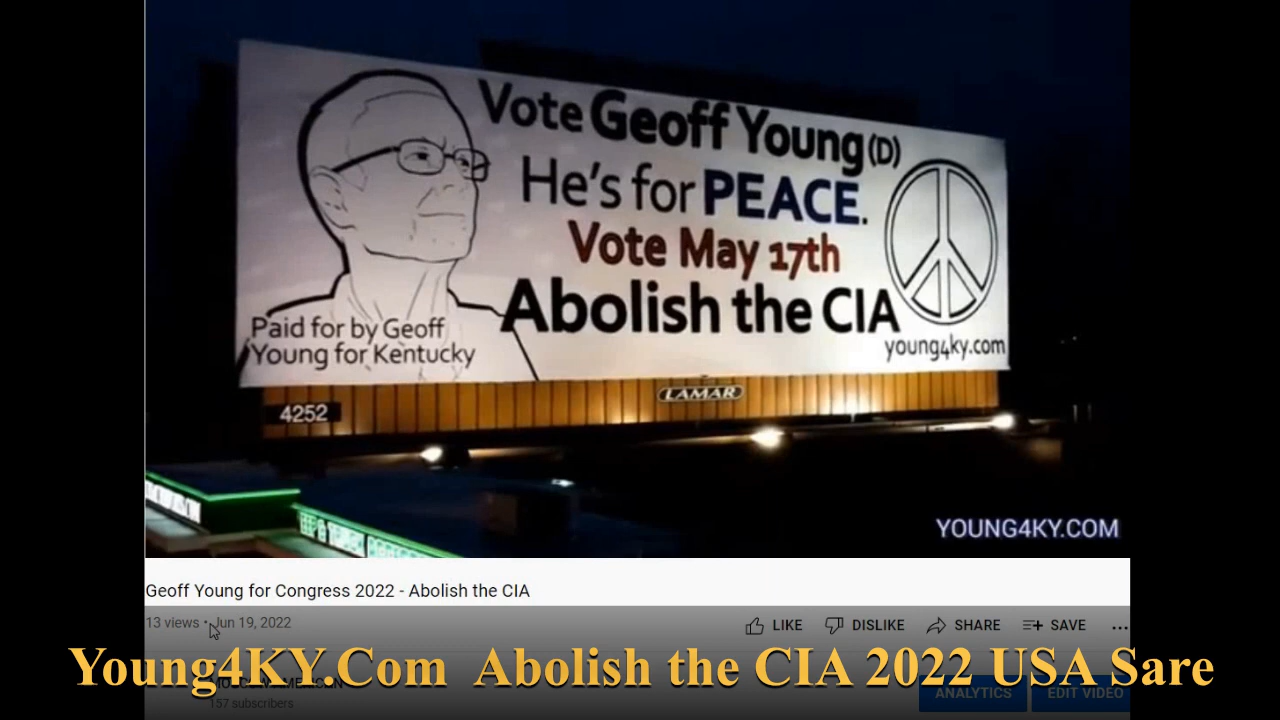 Vote Geoff Young (D)
He's for PEACE.
Vote May 17th
Abolish the CIA
Paid for by Geoff
Young for Kentucky
young4ky.com
LAMAR
4252
YOUNG4KY.COM
Geoff Young for Congress 2022 - Abolish the CIA
13 views • Jun 19, 2022
LIKE DISLIKE SHARE SAVE ...
Young4KY.Com Abolish the CIA 2022 USA Sare
157 subscribers
ANALYTICS EDIT VIDEO